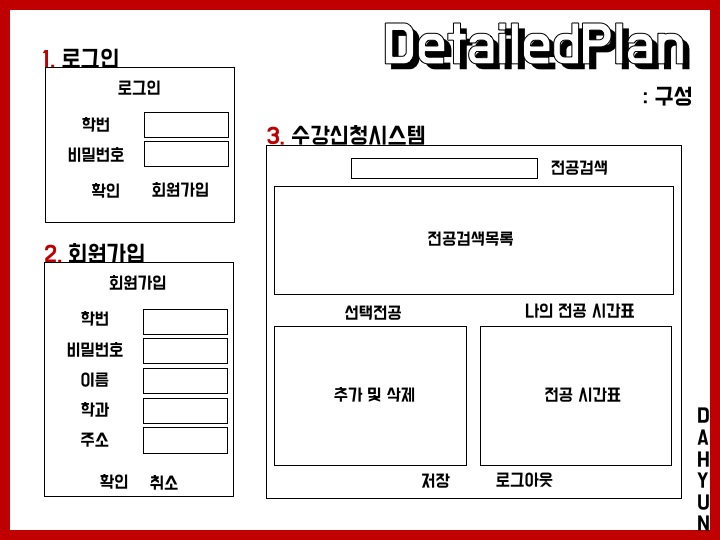 DetailedPlan
: 구성
1. 로그인
로그인
학번
비밀번호
확인 회원가입
2. 회원가입
회원가입
학번
비밀번호
이름
학과
주소
확인 취소
3. 수강신청시스템
전공검색
전공검색목록
선택전공
나의 전공 시간표
추가 및 삭제
전공 시간표
저장 로그아웃
DAHYUN